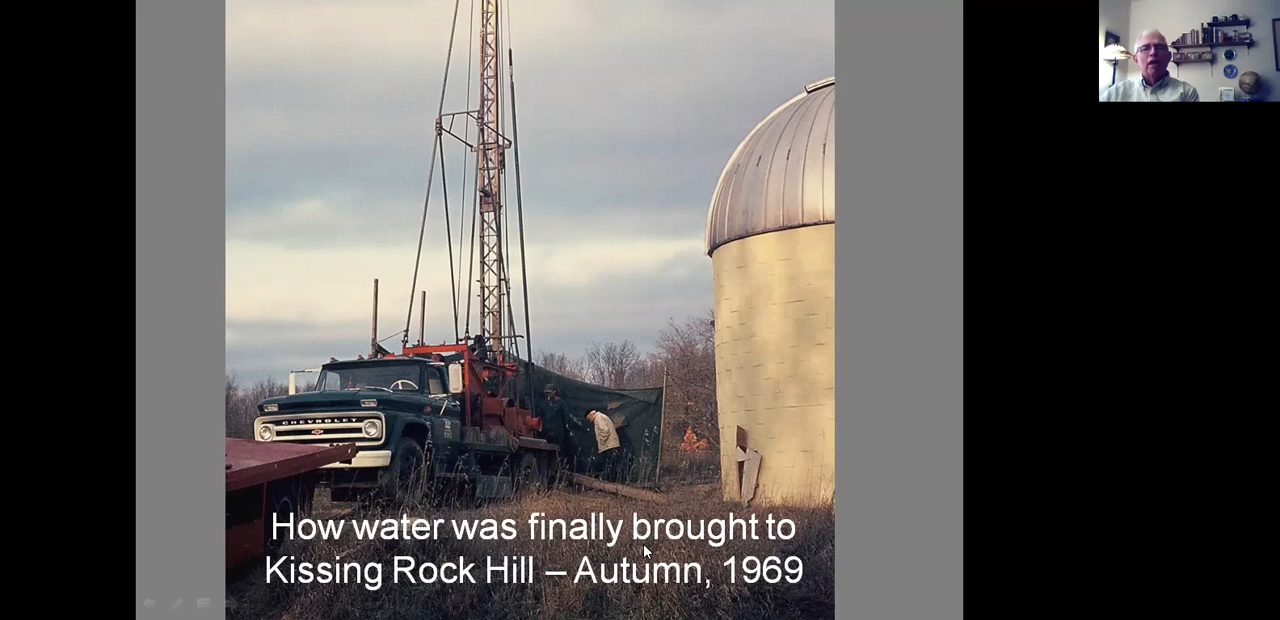 CHEVROLET
How water was finally brought to
Kissing Rock Hill – Autumn, 1969